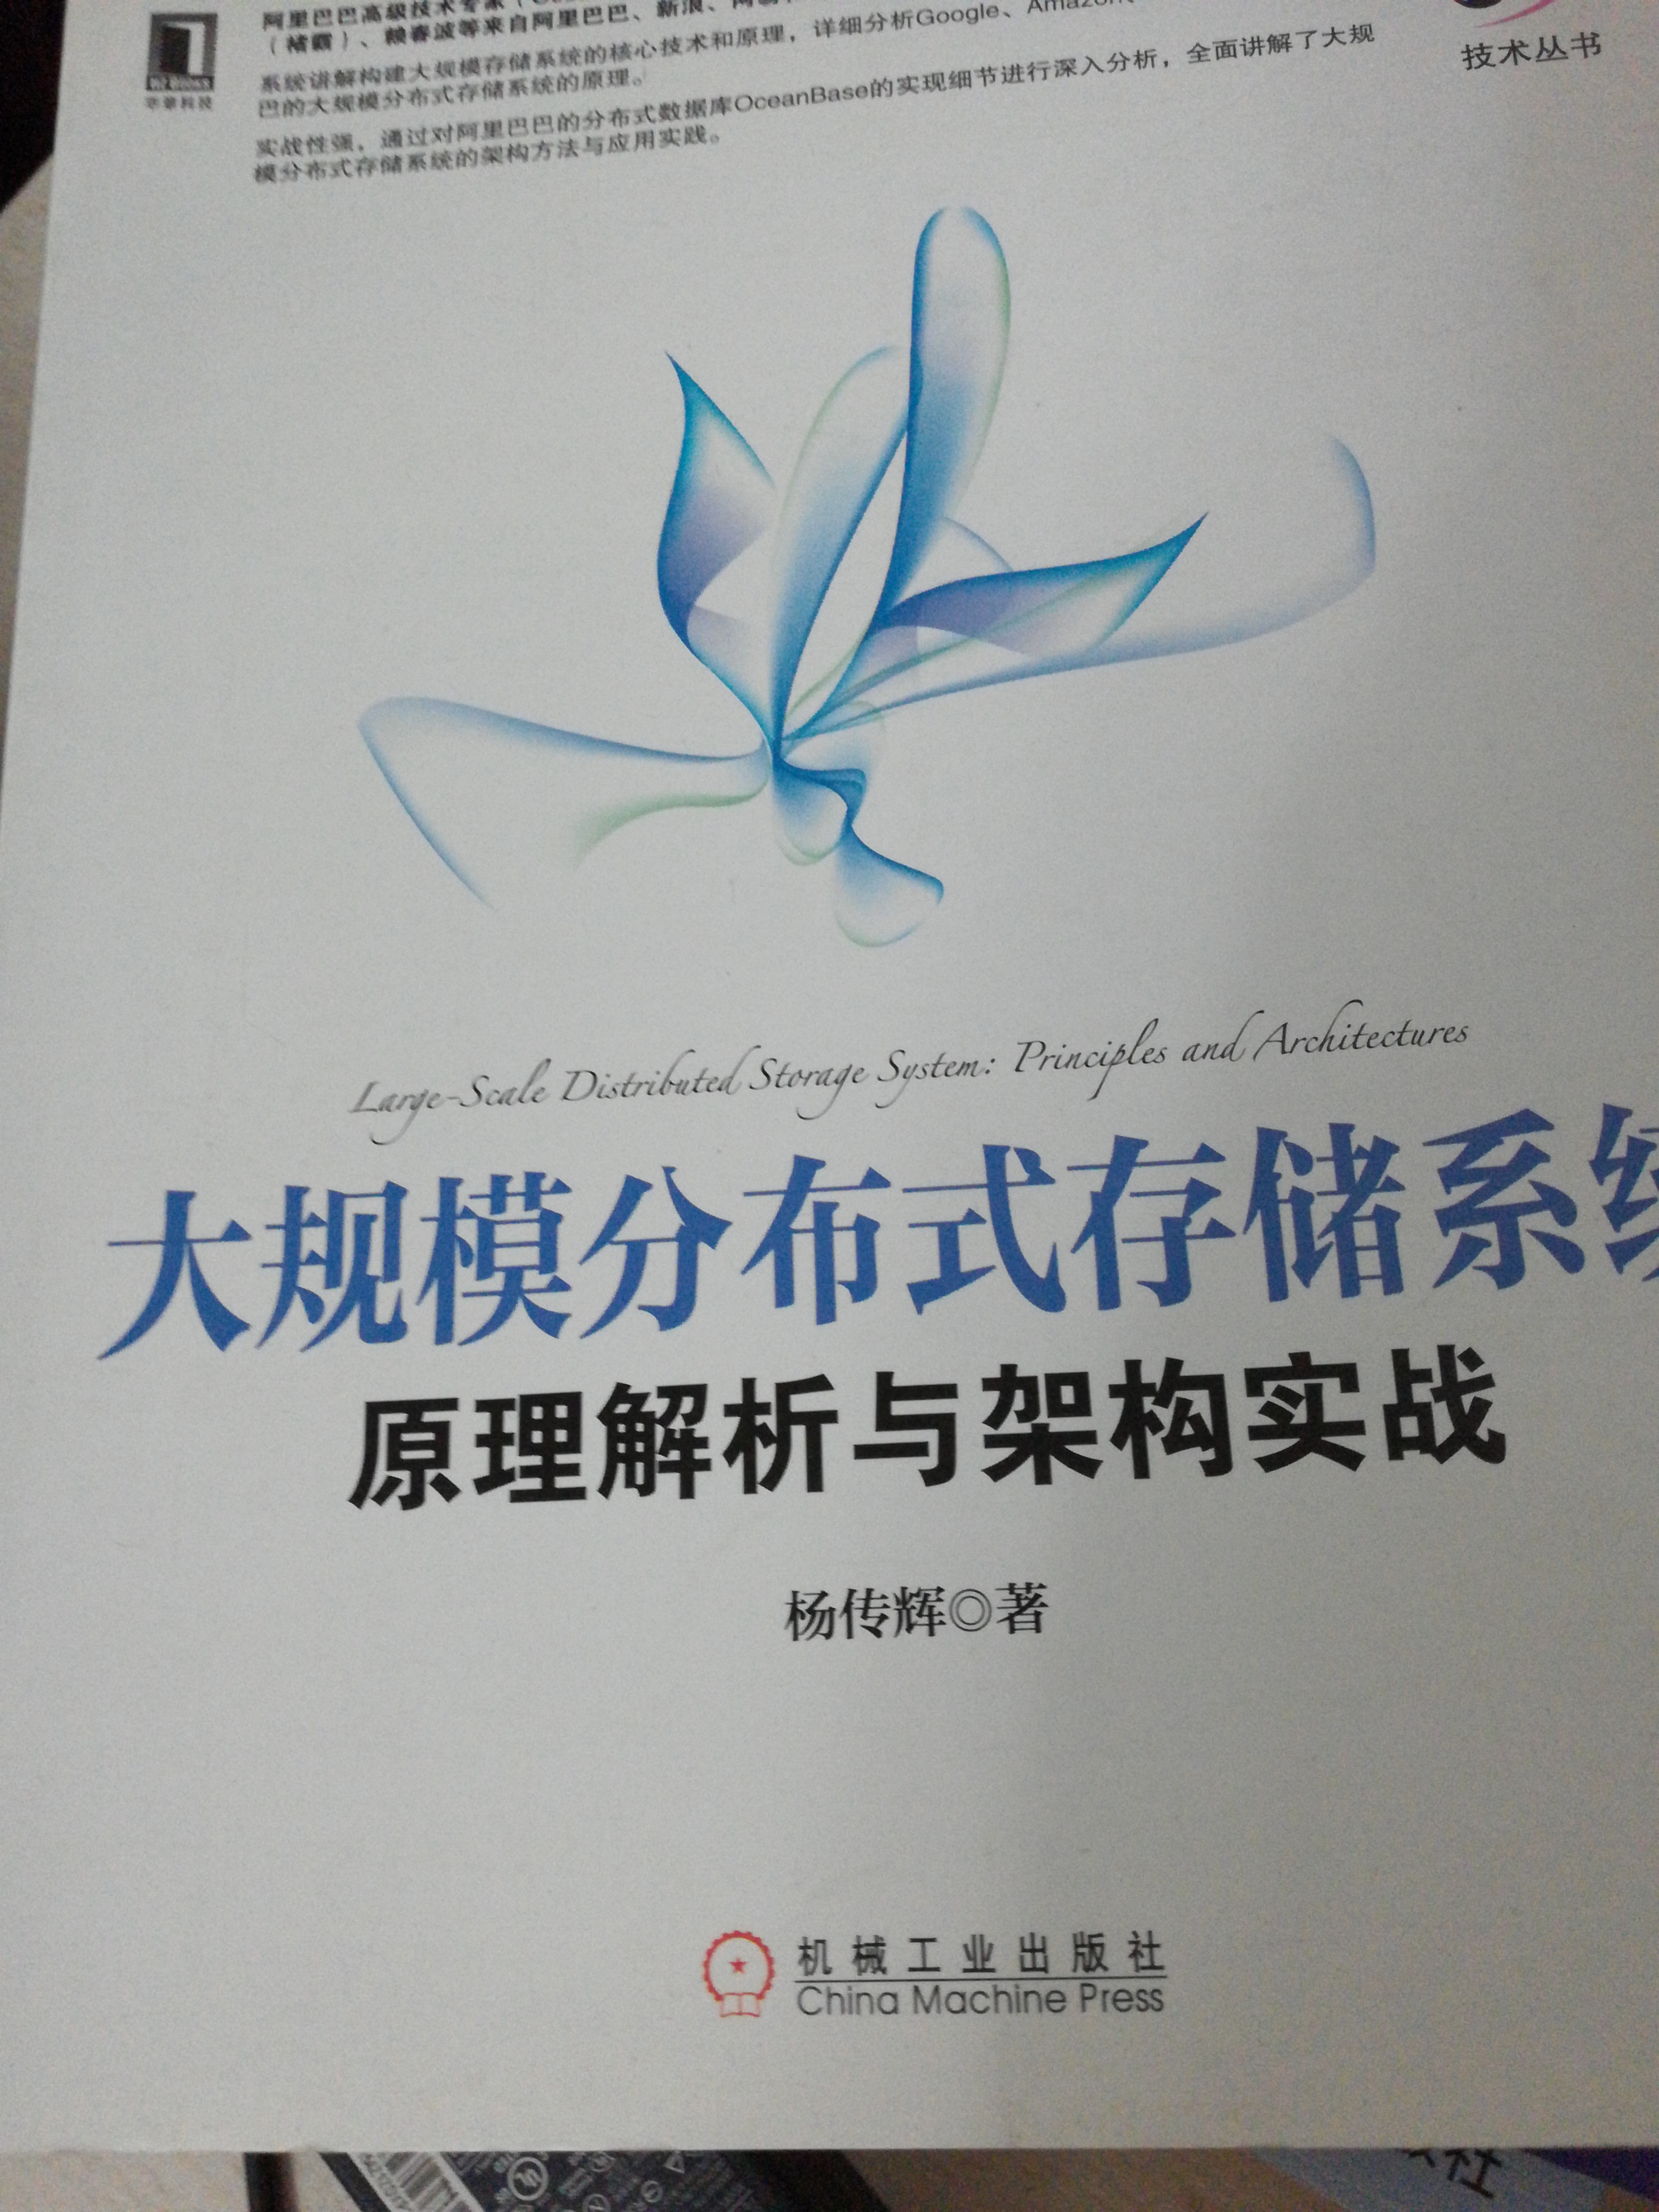 阿里巴巴高级技术专家
(褚霸)、赖春波等来自阿里巴巴、新浪、网易
系统讲解构建大规模存储系统的核心技术和原理,详细分析Google、Amazon、
巴的大规模分布式存储系统的原理。
实战性强,通过对阿里巴巴的分布式数据库OceanBase的实现细节进行深入分析,全面讲解了大规
模分布式存储系统的架构方法与应用实践。
华章科技
技术丛书
Large-Scale Distributed Storage System: Principles and Architectures
大规模分布式存储系统
原理解析与架构实战
杨传辉◎著
机械工业出版社
China Machine Press
社